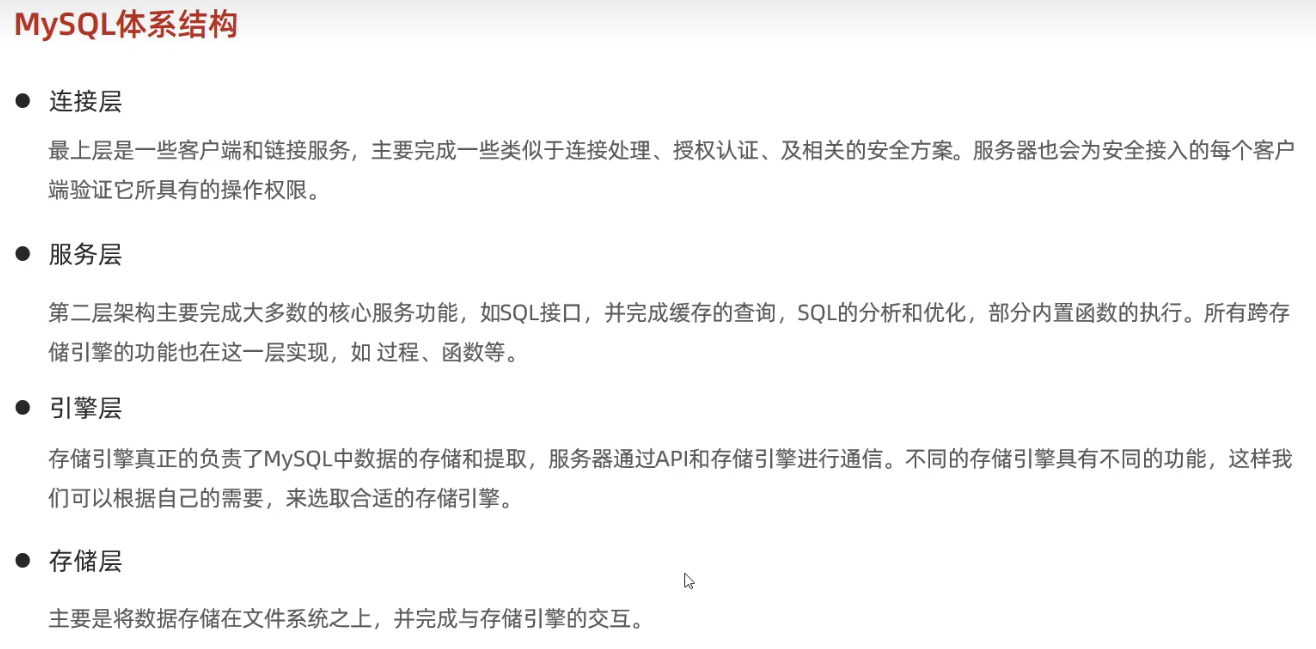 MySQL体系结构
● 连接层
最上层是一些客户端和链接服务，主要完成一些类似于连接处理、授权认证、及相关的安全方案。服务器也会为安全接入的每个客户
端验证它所具有的操作权限。
● 服务层
第二层架构主要完成大多数的核心服务功能，如SQL接口，并完成缓存的查询，SQL的分析和优化，部分内置函数的执行。所有跨存
储引擎的功能也在这一层实现，如 过程、函数等。
● 引擎层
存储引擎真正的负责了MySQL中数据的存储和提取，服务器通过API和存储引擎进行通信。不同的存储引擎具有不同的功能，这样我
们可以根据自己的需要，来选取合适的存储引擎。
● 存储层
主要是将数据存储在文件系统之上，并完成与存储引擎的交互。